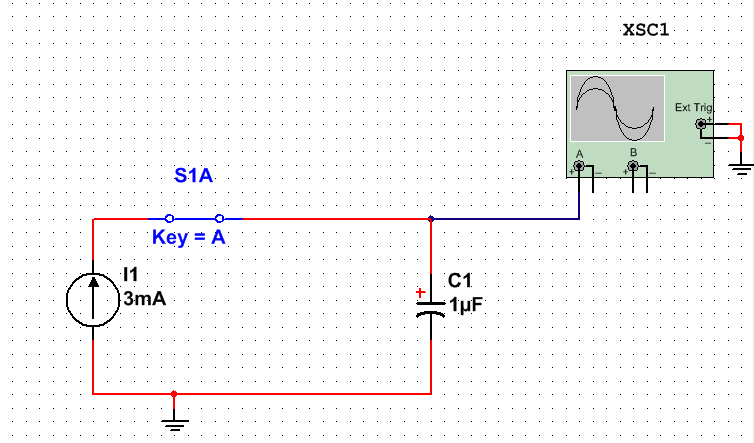 XSC1
Ext Trig
+
−
A
B
+
−
+
−
S1A
Key = A
I1
3mA
C1
+
1µF